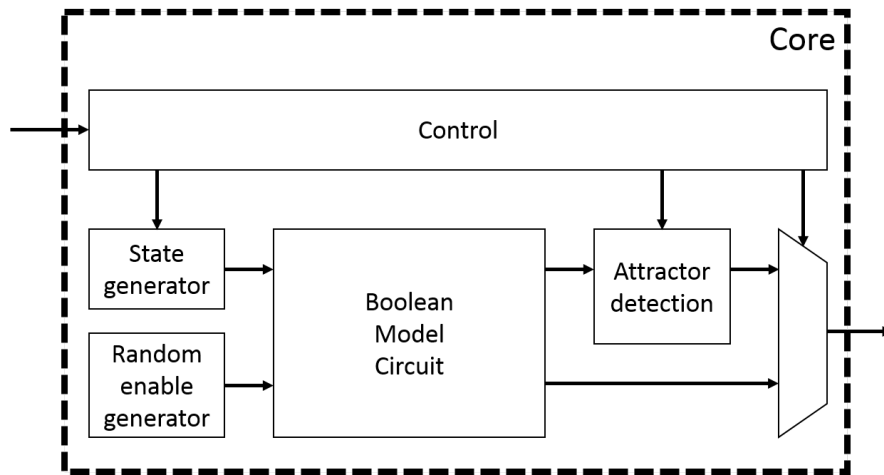 Core
Control
State
generator
Random
enable
generator
Boolean
Model
Circuit
Attractor
detection